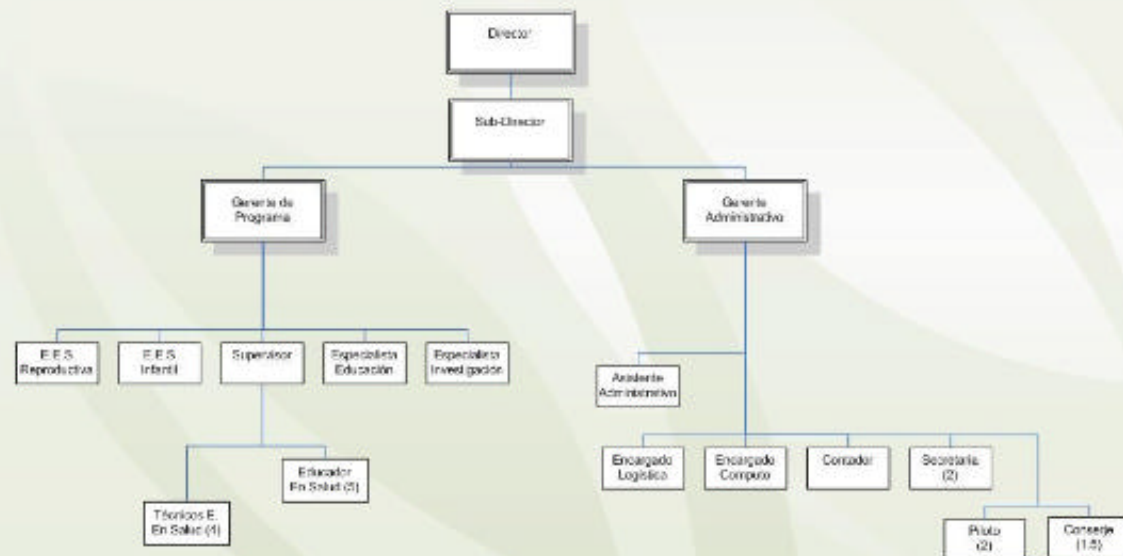 Director
Sub-Director
Gerente de
Programa
Gerente
Administrativo
E.E.S
Reproductiva
E.E.S
Infantil
Supervisor
Especialista
Educación
Especialista
Investigación
Asistente
Administrativo
Encargado
Logística
Encargado
Computo
Contador
Secretaria
(2)
Educador
En Salud (5)
Técnicos E.
En Salud (4)
Piloto
(2)
Conserje
(1.5)